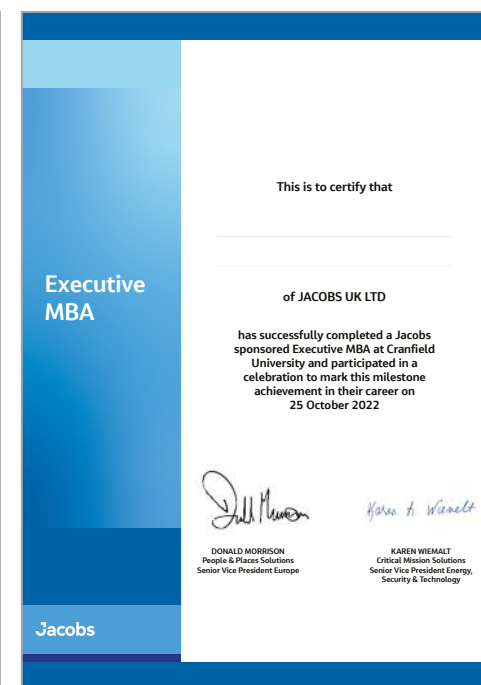 This is to certify that
Executive
MBA
of JACOBS UK LTD
has successfully completed a Jacobs
sponsored Executive MBA at Cranfield
University and participated in a
celebration to mark this milestone
achievement in their career on
25 October 2022
Karen A Wiemalt
DONALD MORRISON
People & Places Solutions
Senior Vice President Europe
KAREN WIEMALT
Critical Mission Solutions
Senior Vice President Energy,
Security & Technology
Jacobs